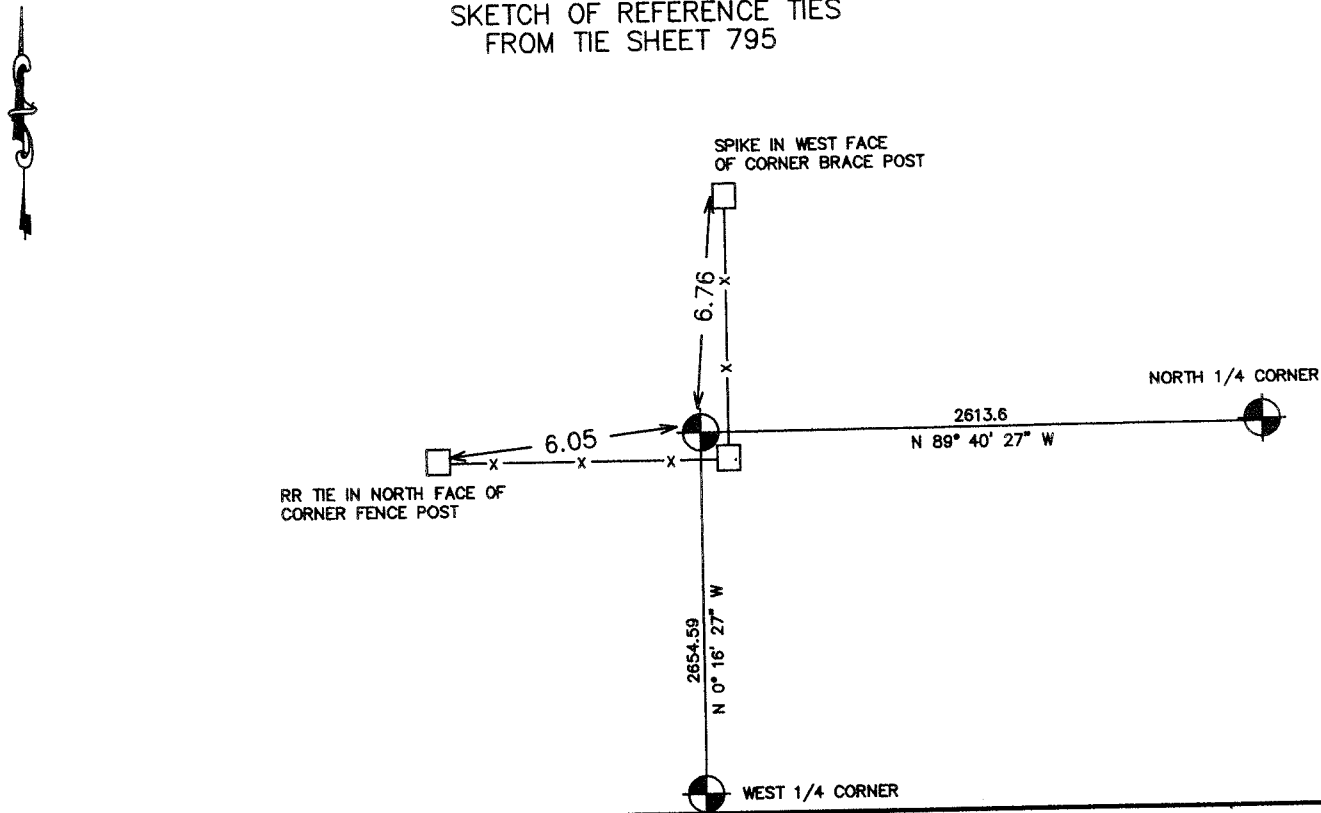 SKETCH OF REFERENCE TIES
FROM TIE SHEET 795
SPIKE IN WEST FACE
OF CORNER BRACE POST
6.76
x
x
NORTH 1/4 CORNER
2613.6
N 89° 40' 27" W
6.05
x x x
RR TIE IN NORTH FACE OF
CORNER FENCE POST
2654.59
N 0° 16' 27" W
WEST 1/4 CORNER